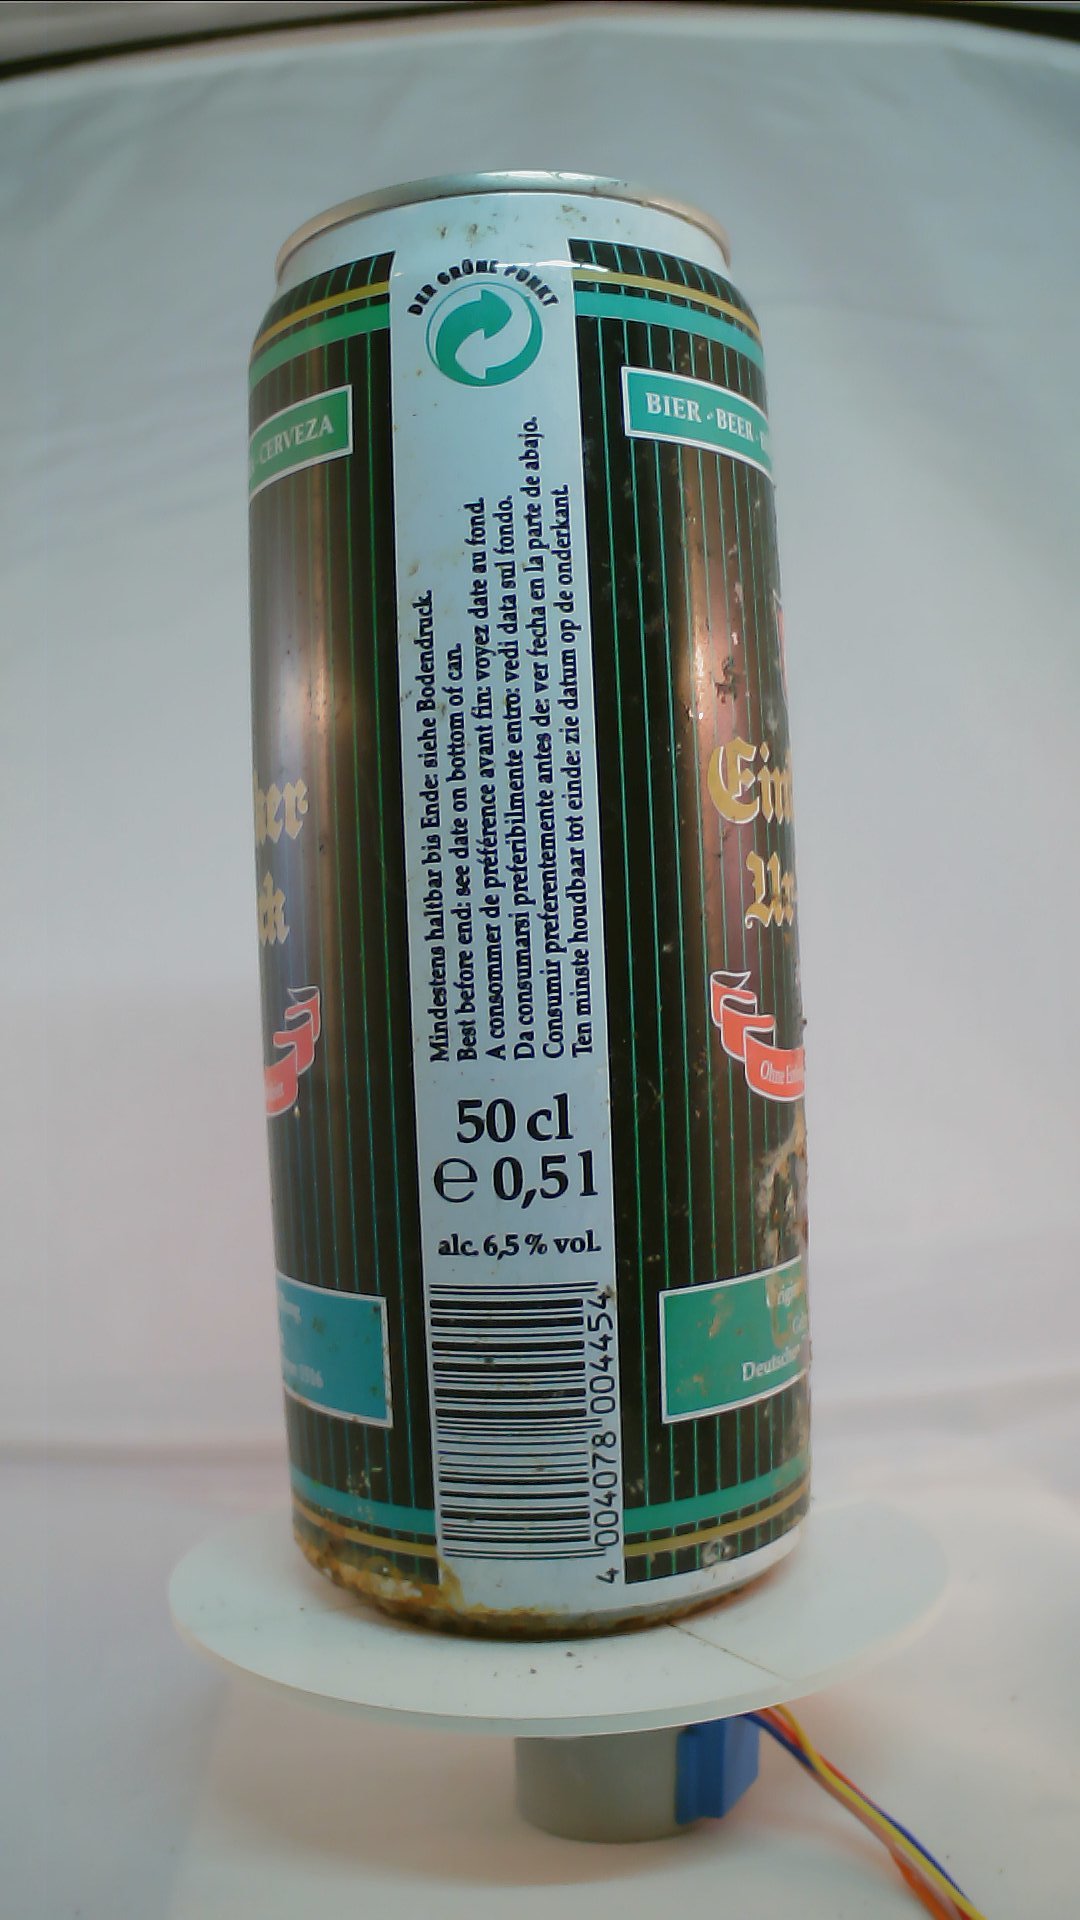 DER GRÜNE PUNKT
CERVEZA
BIER · BEER
Mindestens haltbar bis Ende: siehe Bodendruck.
Best before end: see date on bottom of can.
A consommer de préférence avant fin: voyez date au fond.
Da consumarsi preferibilmente entro: vedi data sul fondo.
Consumir preferentemente antes de: ver fecha en la parte de abajo.
Ten minste houdbaar tot einde: zie datum op de onderkant.
50 cl
e 0,5 l
alc. 6,5 % vol.
4 004078 004454
Ohne
Deutscher